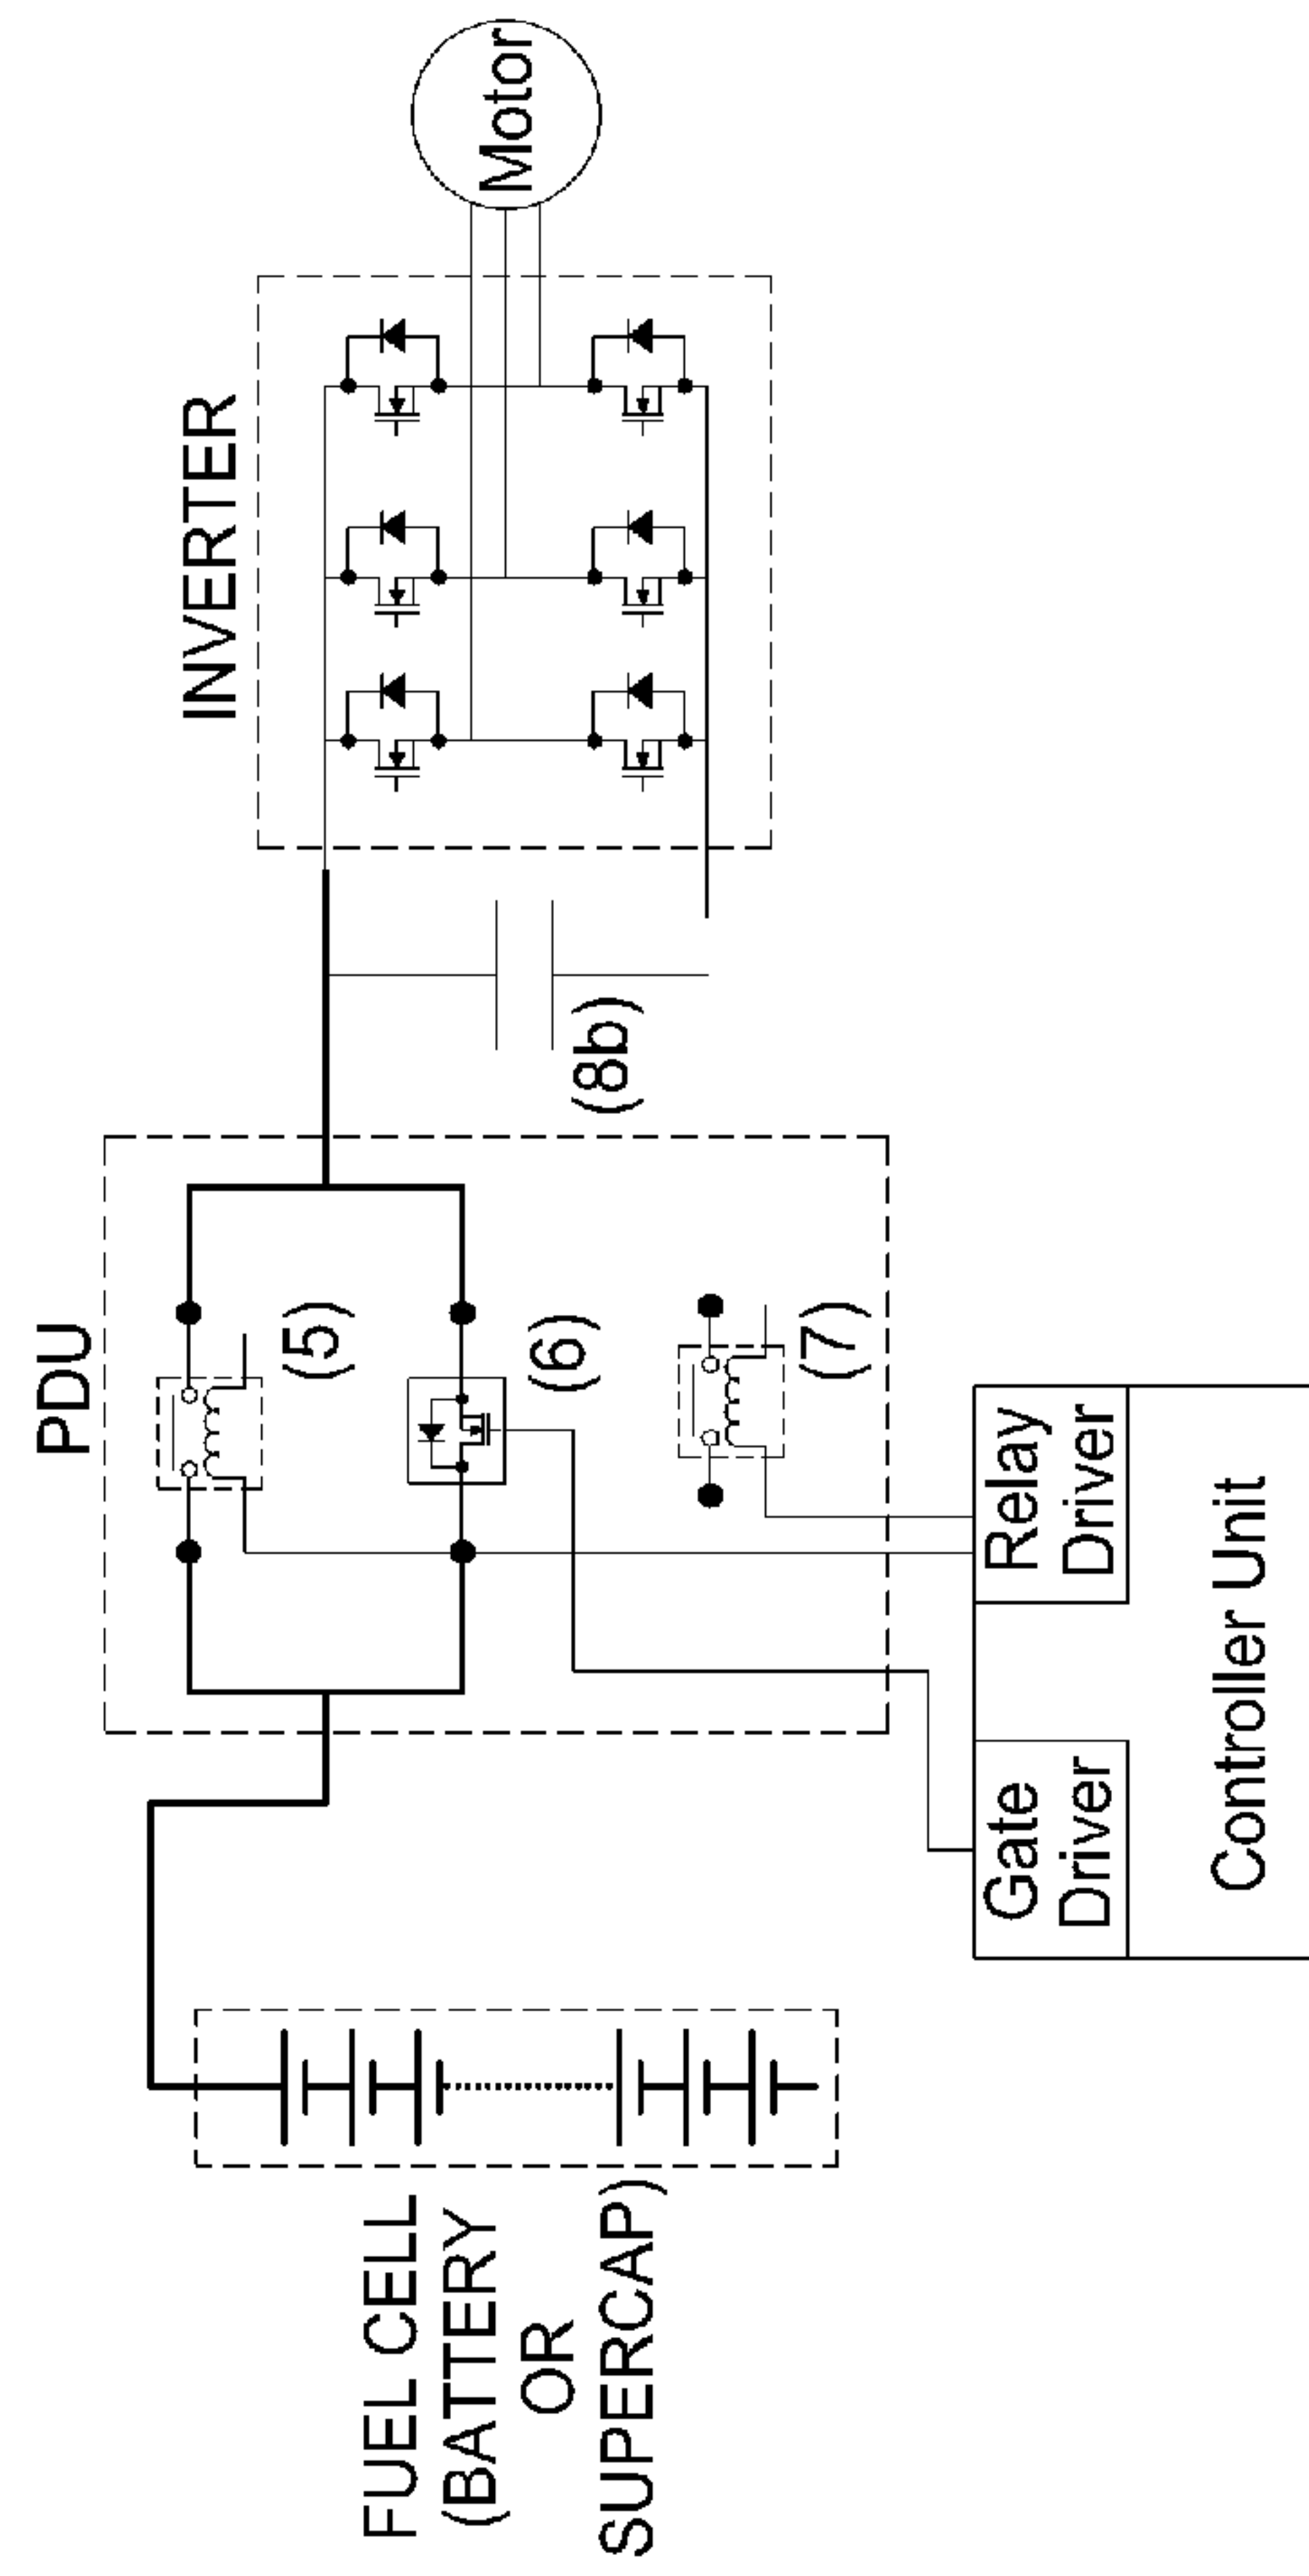 FUEL CELL
(BATTERY
OR
SUPERCAP)
PDU
(5)
(6)
(7)
(8b)
INVERTER
Motor
Gate
Driver
Relay
Driver
Controller Unit